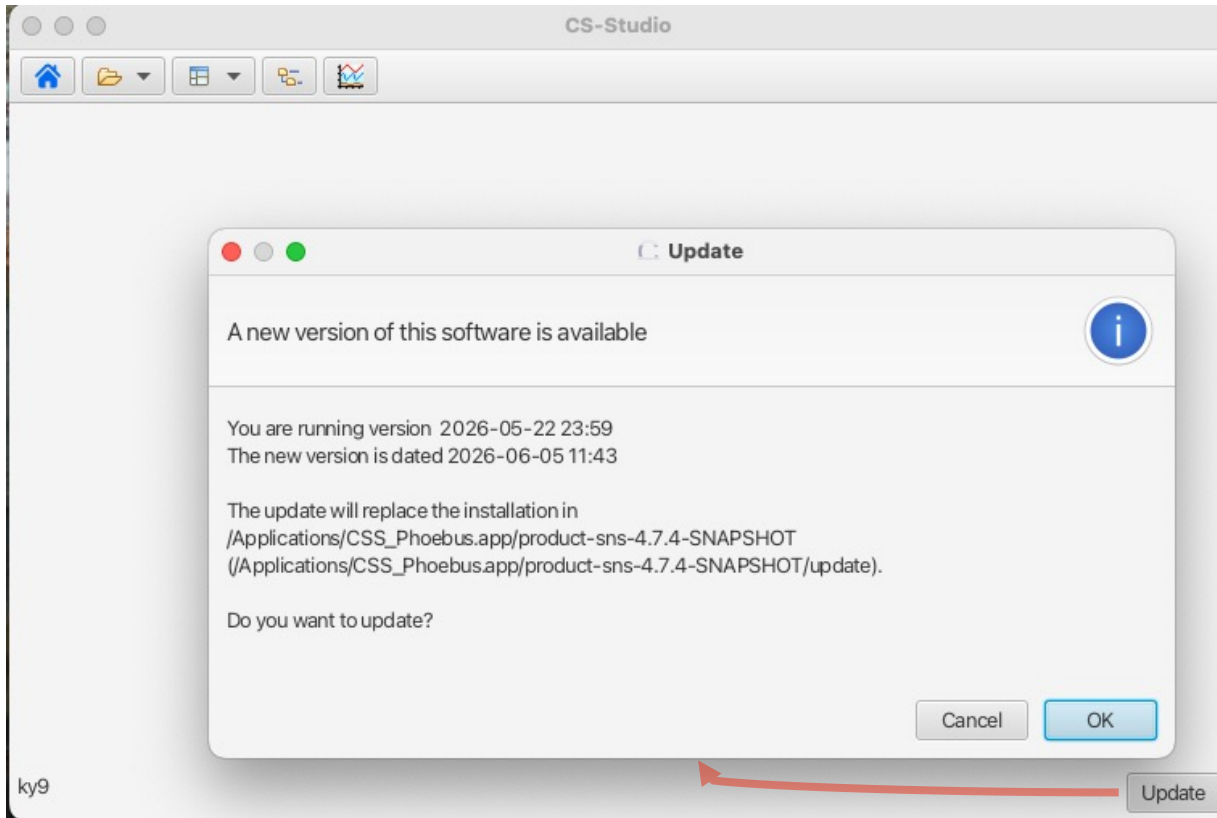 CS-Studio
Update
A new version of this software is available
You are running version 2026-05-22 23:59
The new version is dated 2026-06-05 11:43
The update will replace the installation in
/Applications/CSS_Phoebus.app/product-sns-4.7.4-SNAPSHOT
(/Applications/CSS_Phoebus.app/product-sns-4.7.4-SNAPSHOT/update).
Do you want to update?
Cancel
OK
ky9
Update